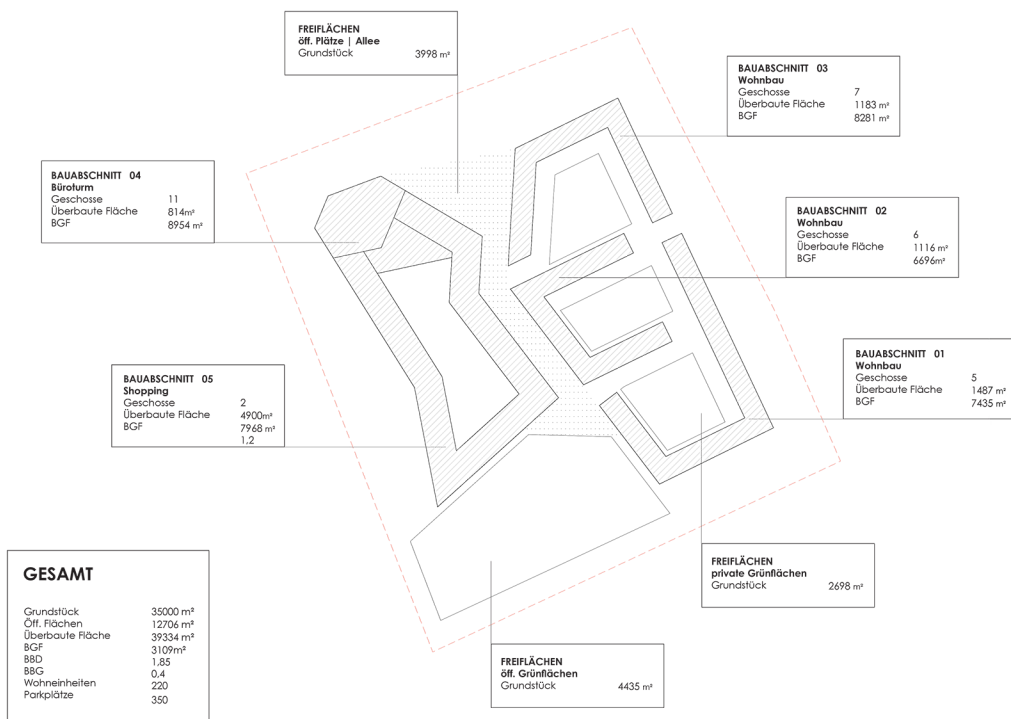 FREIFLÄCHEN
öff. Plätze | Allee
Grundstück 3998 m²
BAUABSCHNITT 03
Wohnbau
Geschosse 7
Überbaute Fläche 1183 m²
BGF 8281 m²
BAUABSCHNITT 04
Büroturm
Geschosse 11
Überbaute Fläche 814m²
BGF 8954 m²
BAUABSCHNITT 02
Wohnbau
Geschosse 6
Überbaute Fläche 1116 m²
BGF 6696m²
BAUABSCHNITT 01
Wohnbau
Geschosse 5
Überbaute Fläche 1487 m²
BGF 7435 m²
BAUABSCHNITT 05
Shopping
Geschosse 2
Überbaute Fläche 4900m²
BGF 7968 m²
1,2
FREIFLÄCHEN
private Grünflächen
Grundstück 2698 m²
FREIFLÄCHEN
öff. Grünflächen
Grundstück 4435 m²
GESAMT
Grundstück 35000 m²
Öff. Flächen 12706 m²
Überbaute Fläche 39334 m²
BGF 3109m²
BBD 1,85
BBG 0,4
Wohneinheiten 220
Parkplätze 350